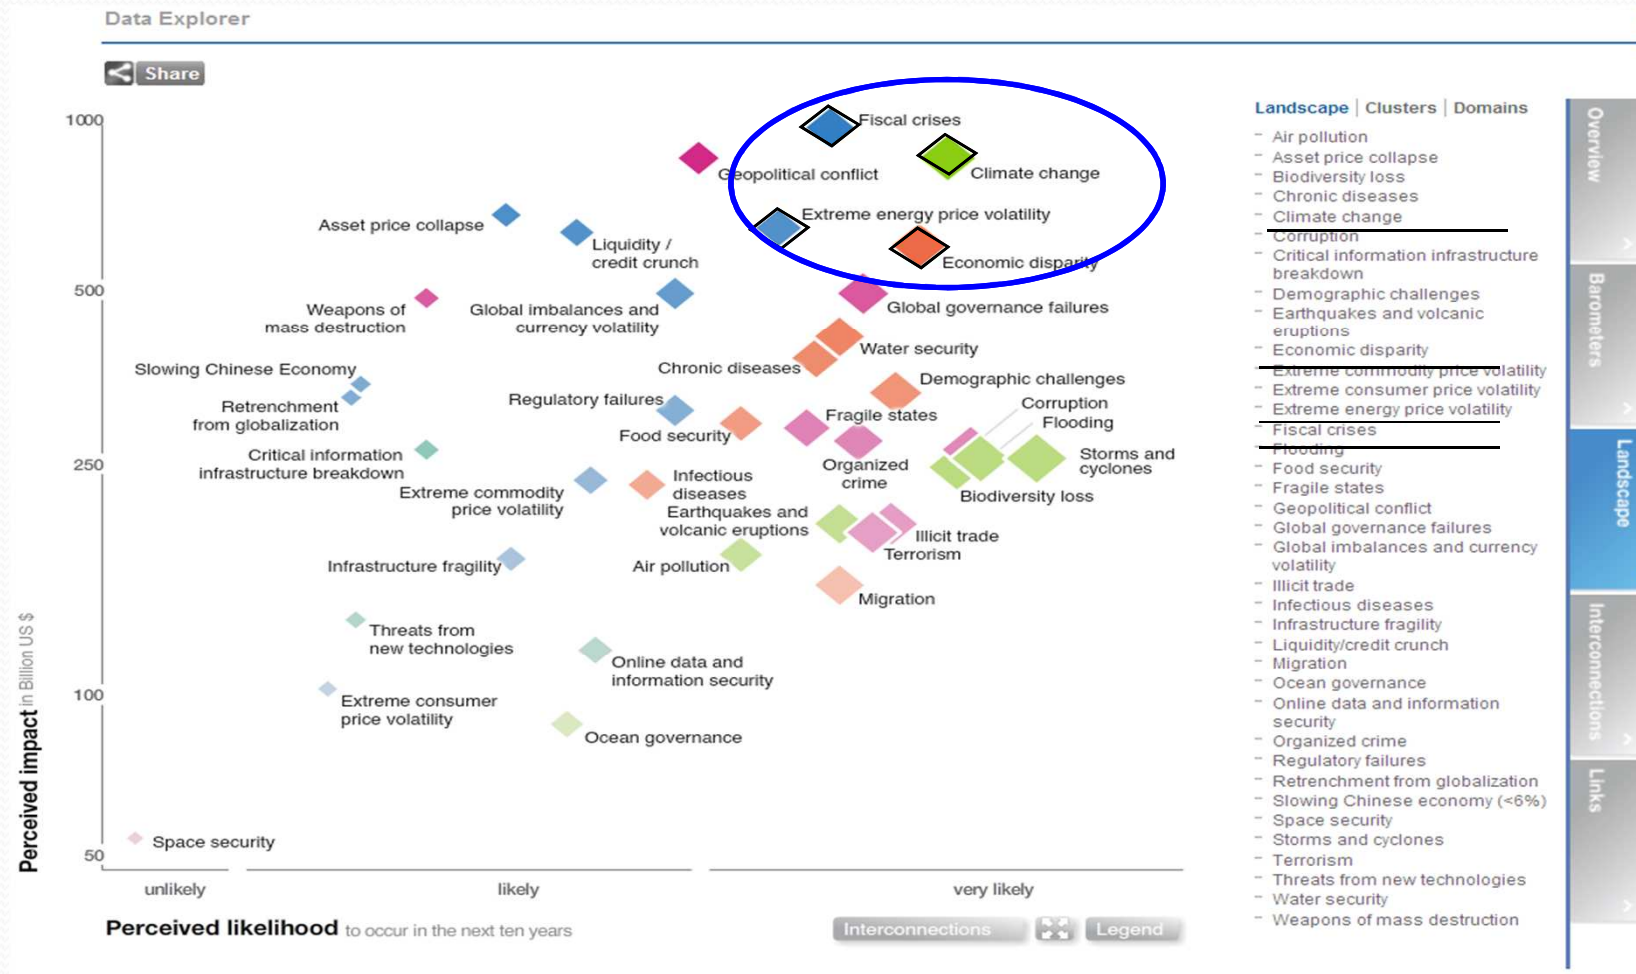 Data Explorer
Share
1000
500
250
100
50
Perceived impact in Billion US $
Fiscal crises
Geopolitical conflict
Climate change
Extreme energy price volatility
Asset price collapse
Liquidity /
credit crunch
Economic disparity
Weapons of
mass destruction
Global imbalances and
currency volatility
Global governance failures
Water security
Chronic diseases
Slowing Chinese Economy
Demographic challenges
Retrenchment
from globalization
Regulatory failures
Corruption
Fragile states
Flooding
Food security
Critical information
infrastructure breakdown
Organized
crime
Storms and
cyclones
Extreme commodity
price volatility
Infectious
diseases
Biodiversity loss
Earthquakes and
volcanic eruptions
Illicit trade
Terrorism
Infrastructure fragility
Air pollution
Migration
Threats from
new technologies
Online data and
information security
Extreme consumer
price volatility
Ocean governance
Space security
unlikely
likely
very likely
Perceived likelihood to occur in the next ten years
Interconnections
Legend
Landscape | Clusters | Domains
Air pollution
Asset price collapse
Biodiversity loss
Chronic diseases
Climate change
Corruption
Critical information infrastructure
breakdown
Demographic challenges
Earthquakes and volcanic
eruptions
Economic disparity
Extreme commodity price volatility
Extreme consumer price volatility
Extreme energy price volatility
Fiscal crises
Flooding
Food security
Fragile states
Geopolitical conflict
Global governance failures
Global imbalances and currency
volatility
Illicit trade
Infectious diseases
Infrastructure fragility
Liquidity/credit crunch
Migration
Ocean governance
Online data and information
security
Organized crime
Regulatory failures
Retrenchment from globalization
Slowing Chinese economy (<6%)
Space security
Storms and cyclones
Terrorism
Threats from new technologies
Water security
Weapons of mass destruction
Overview
Barometers
Landscape
Interconnections
Links